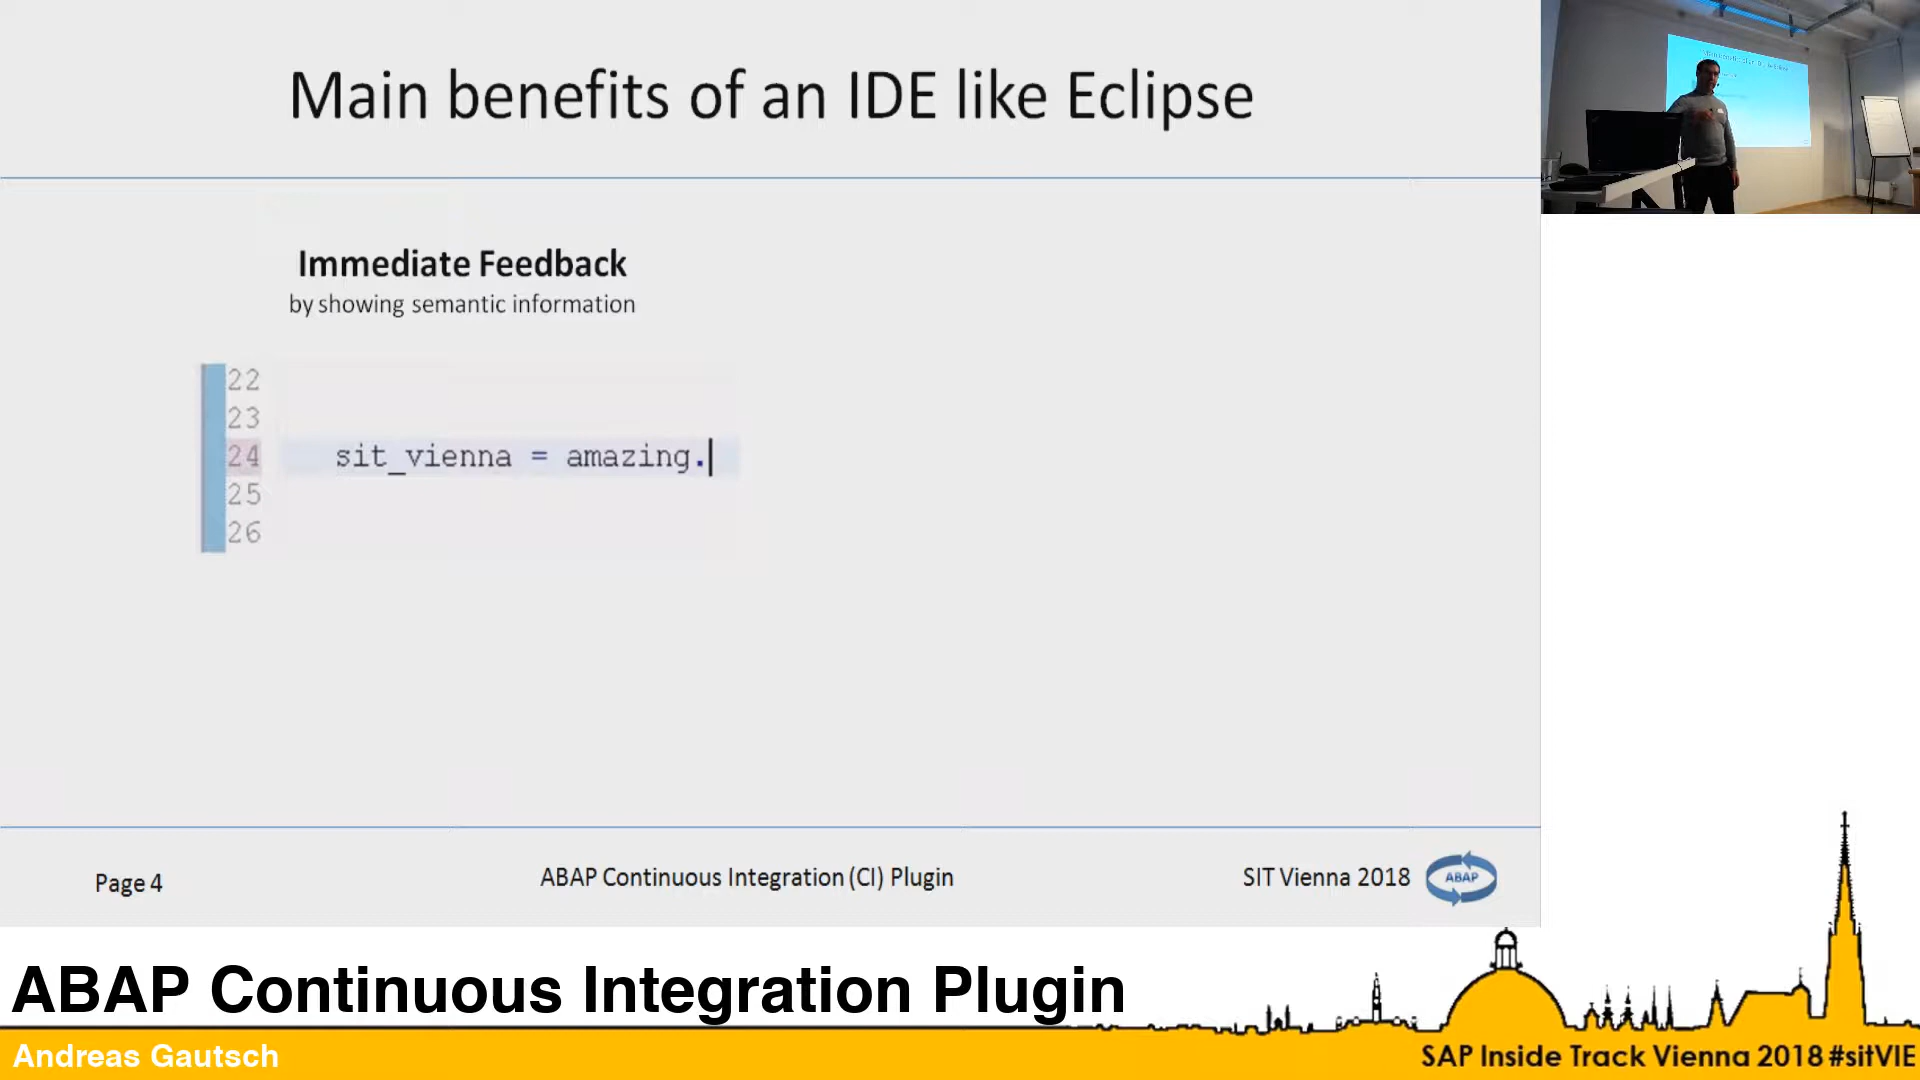 Main benefits of an IDE like Eclipse
Immediate Feedback
by showing semantic information
22
23
24 sit_vienna = amazing.
25
26
Page 4
ABAP Continuous Integration (CI) Plugin
SIT Vienna 2018
ABAP
ABAP Continuous Integration Plugin
Andreas Gautsch
SAP Inside Track Vienna 2018 #sitVIE